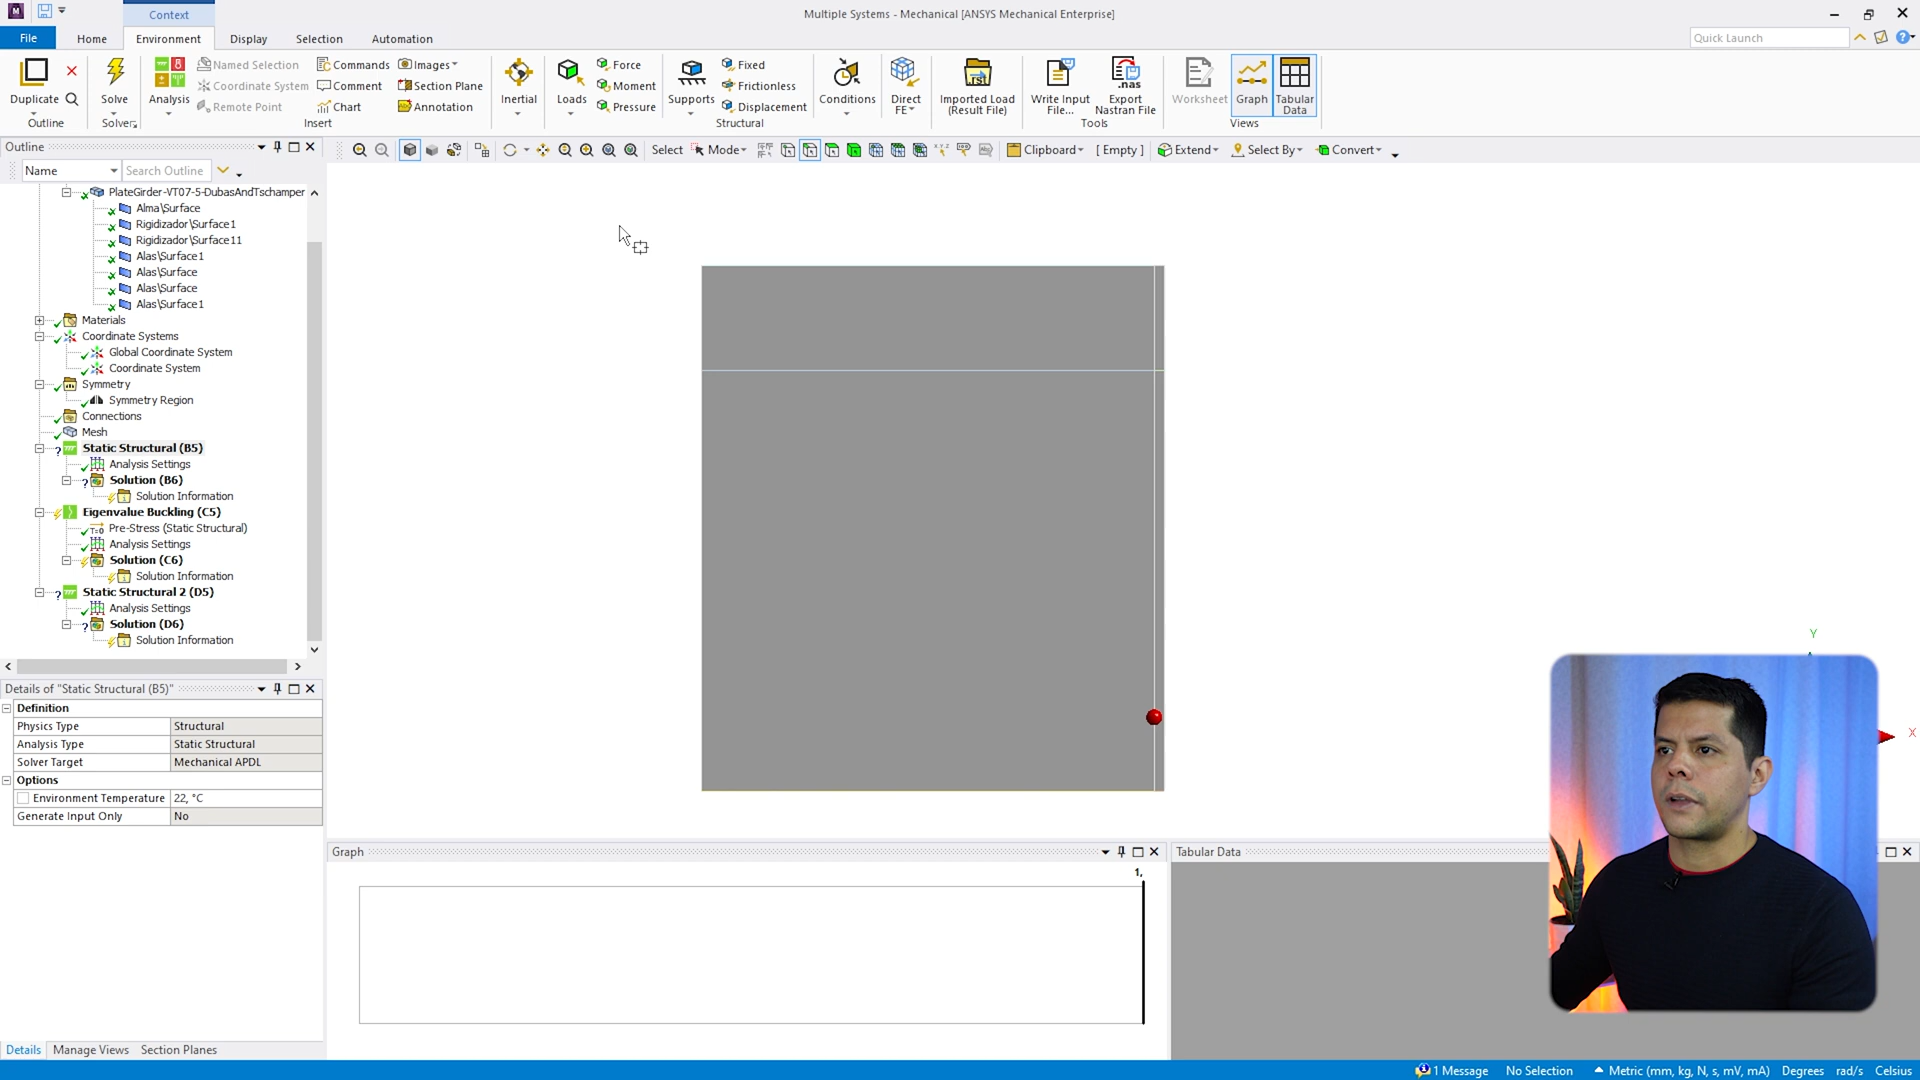 Context
Multiple Systems - Mechanical [ANSYS Mechanical Enterprise]
File Home Environment Display Selection Automation
Quick Launch
Duplicate
Outline
Solve
Solver
Analysis
Named Selection
Coordinate System
Remote Point
Commands
Comment
Chart
Images
Section Plane
Annotation
Insert
Inertial
Loads
Force
Moment
Pressure
Supports
Fixed
Frictionless
Displacement
Structural
Conditions
Direct FE
Imported Load (Result File)
Write Input File...
Export Nastran File
Tools
Worksheet
Graph
Tabular Data
Views
Outline
Name
Search Outline
Select Mode Clipboard [ Empty ] Extend Select By Convert
PlateGirder-VT07-5-DubasAndTschamper
Alma\Surface
Rigidizador\Surface1
Rigidizador\Surface11
Alas\Surface1
Alas\Surface
Alas\Surface
Alas\Surface1
Materials
Coordinate Systems
Global Coordinate System
Coordinate System
Symmetry
Symmetry Region
Connections
Mesh
Static Structural (B5)
Analysis Settings
Solution (B6)
Solution Information
Eigenvalue Buckling (C5)
T=0 Pre-Stress (Static Structural)
Analysis Settings
Solution (C6)
Solution Information
Static Structural 2 (D5)
Analysis Settings
Solution (D6)
Solution Information
Details of "Static Structural (B5)"
Definition
Physics Type Structural
Analysis Type Static Structural
Solver Target Mechanical APDL
Options
Environment Temperature 22, °C
Generate Input Only No
Y
X
Graph
1,
Tabular Data
Details Manage Views Section Planes
1 Message No Selection Metric (mm, kg, N, s, mV, mA) Degrees rad/s Celsius